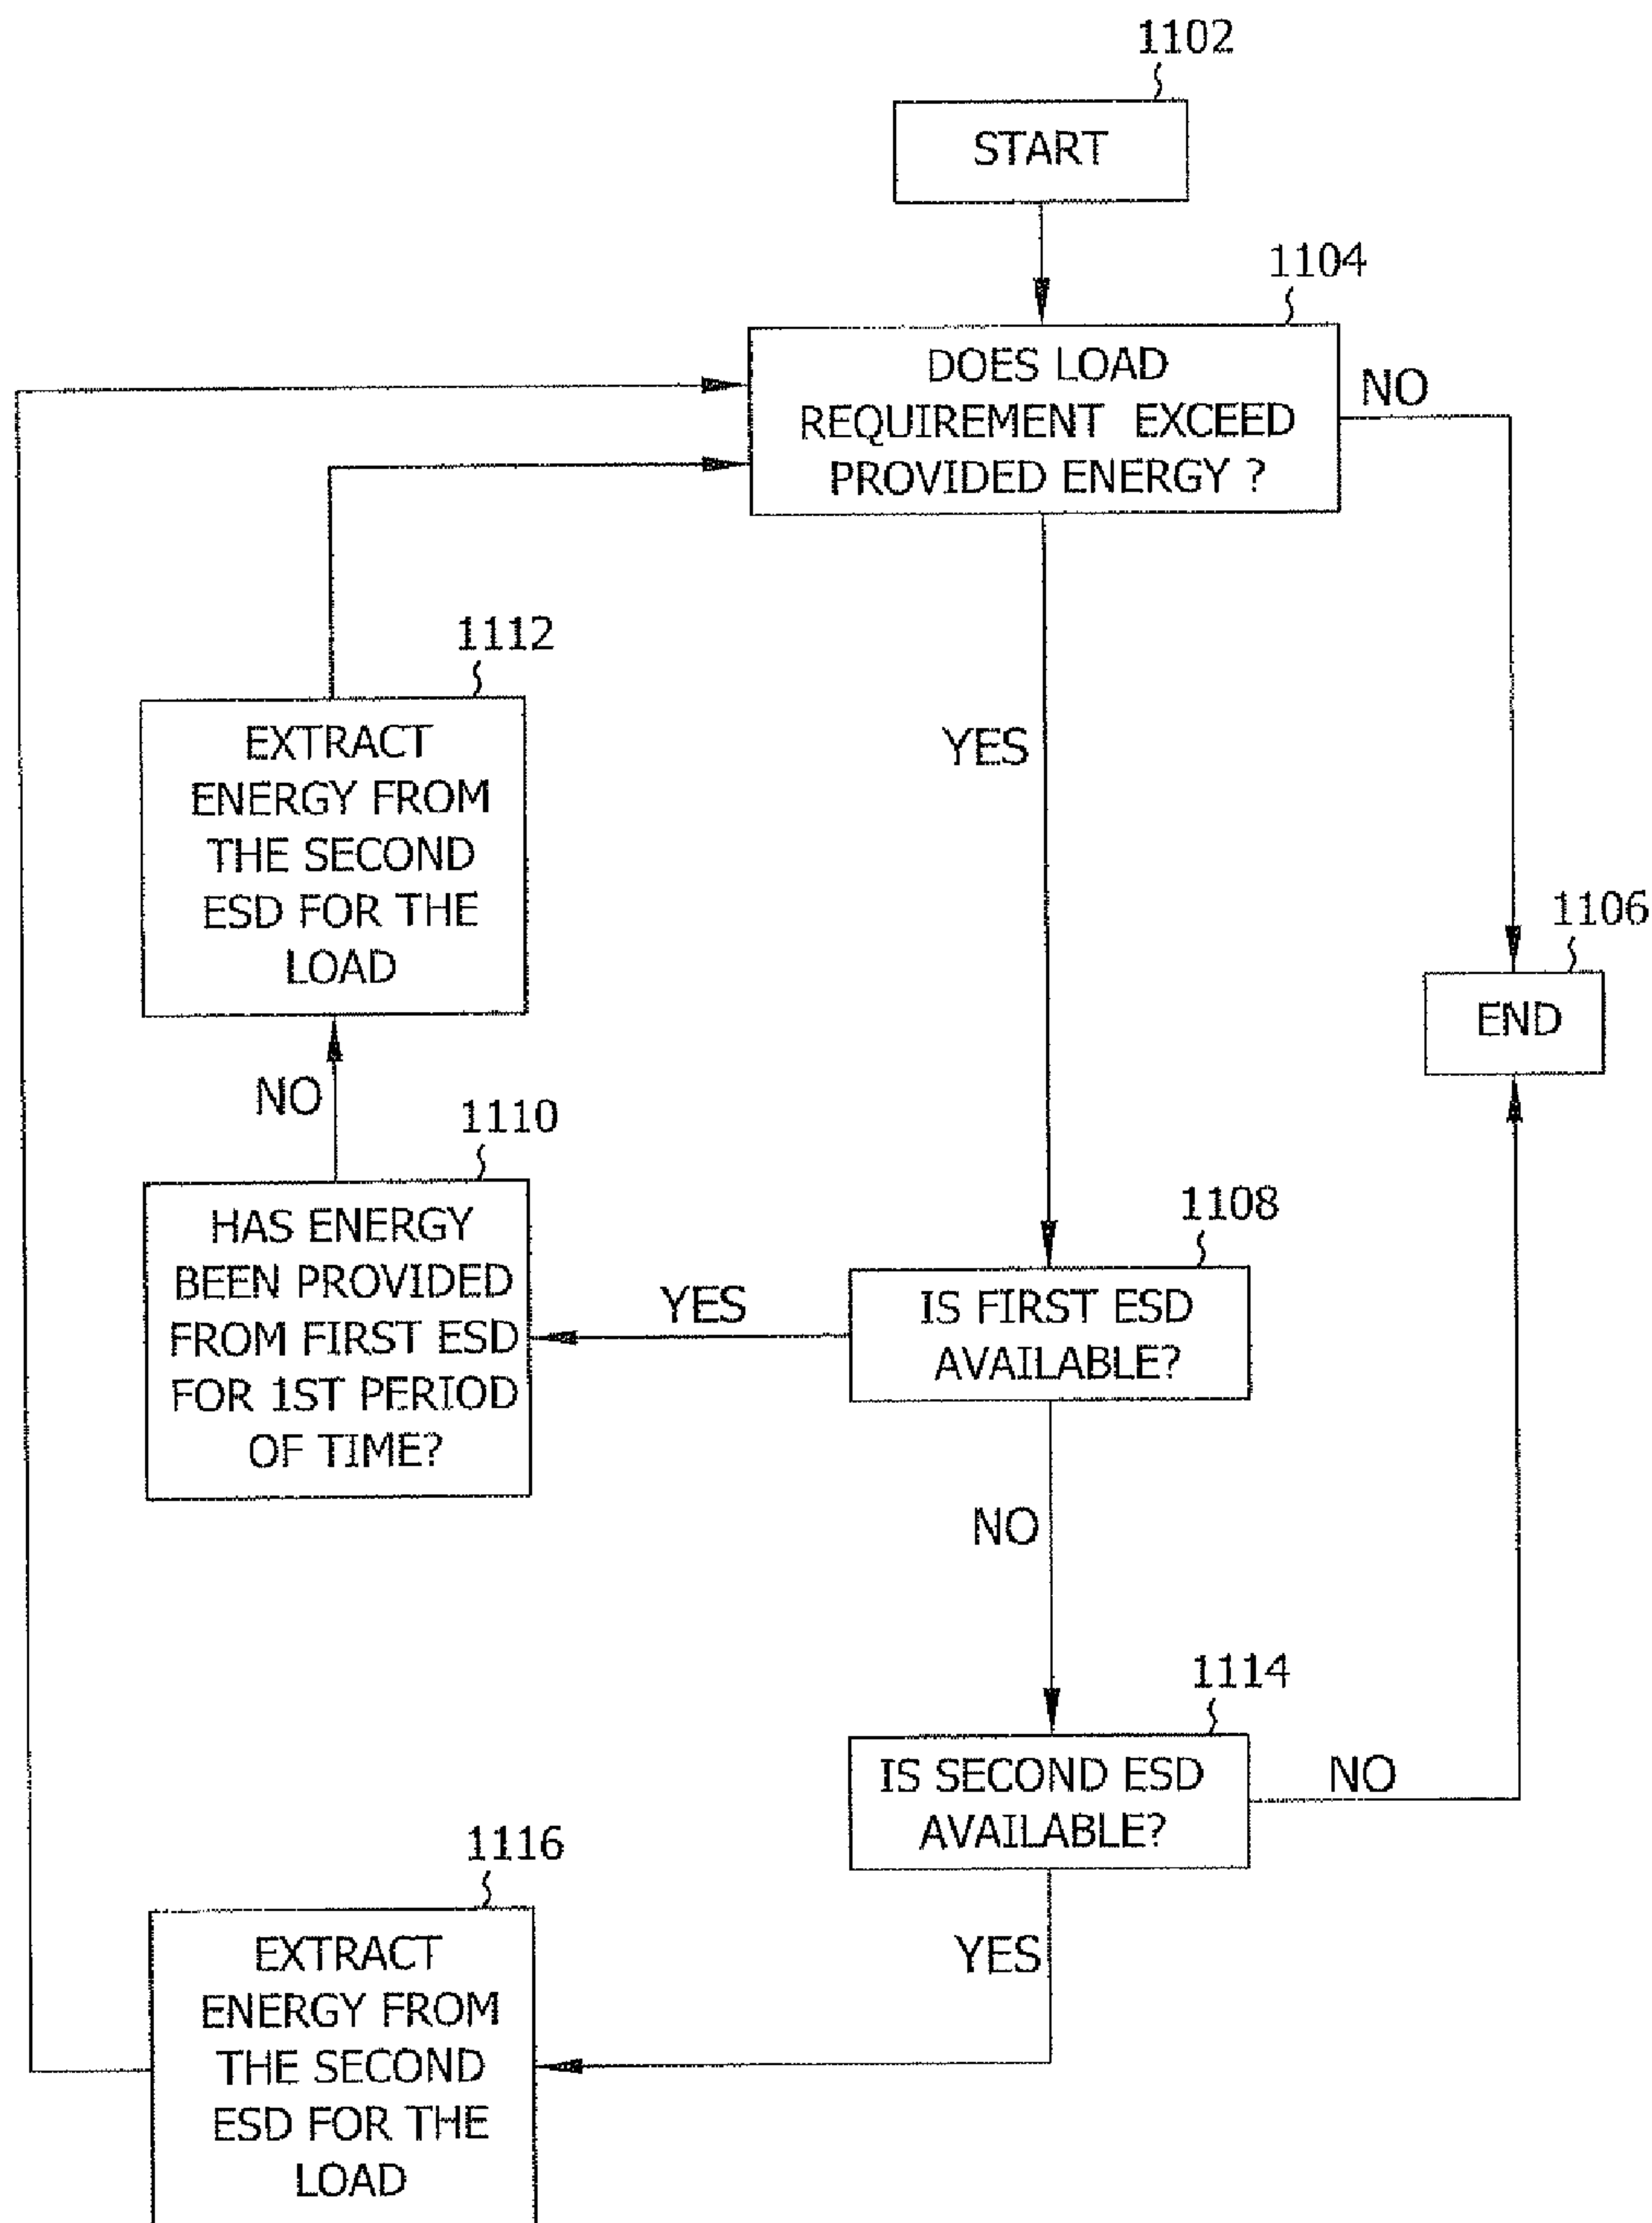 1102
START
1104
DOES LOAD
REQUIREMENT EXCEED
PROVIDED ENERGY ?
NO
1112
EXTRACT
ENERGY FROM
THE SECOND
ESD FOR THE
LOAD
YES
1106
END
NO
1110
HAS ENERGY
BEEN PROVIDED
FROM FIRST ESD
FOR 1ST PERIOD
OF TIME?
YES
1108
IS FIRST ESD
AVAILABLE?
NO
1114
IS SECOND ESD
AVAILABLE?
NO
1116
EXTRACT
ENERGY FROM
THE SECOND
ESD FOR THE
LOAD
YES